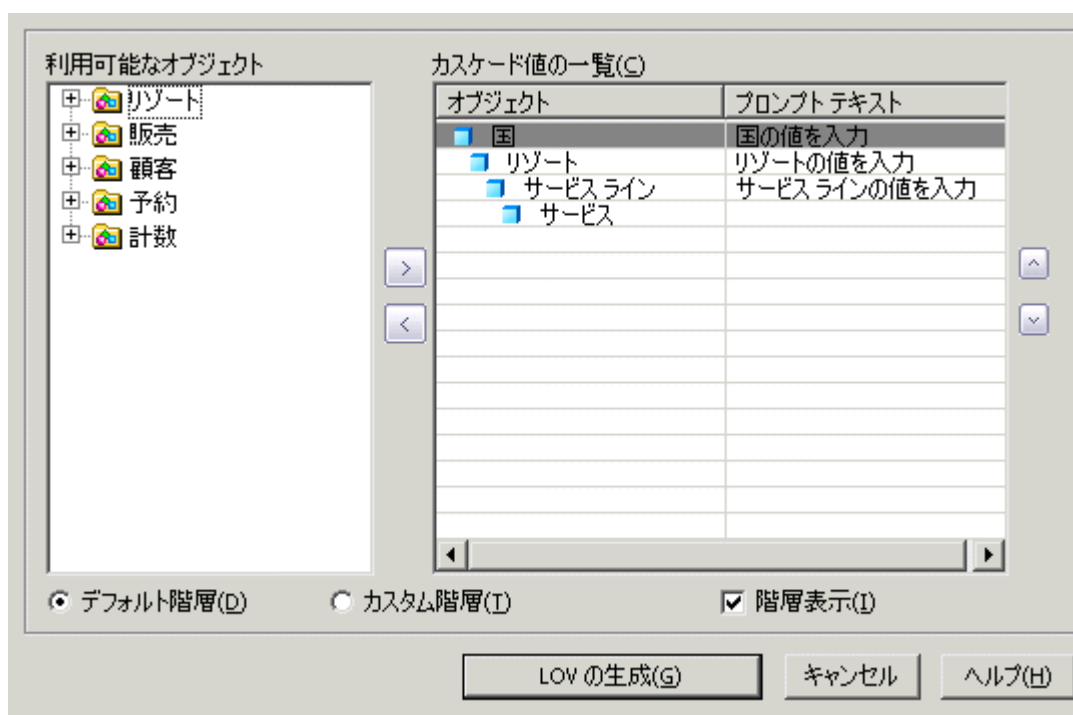 利用可能なオブジェクト
リゾート
販売
顧客
予約
計数
カスケード値の一覧(C)
オブジェクト プロンプト テキスト
国 国の値を入力
リゾート リゾートの値を入力
サービス ライン サービス ラインの値を入力
サービス
デフォルト階層(D) カスタム階層(T) 階層表示(I)
LOV の生成(G) キャンセル ヘルプ(H)